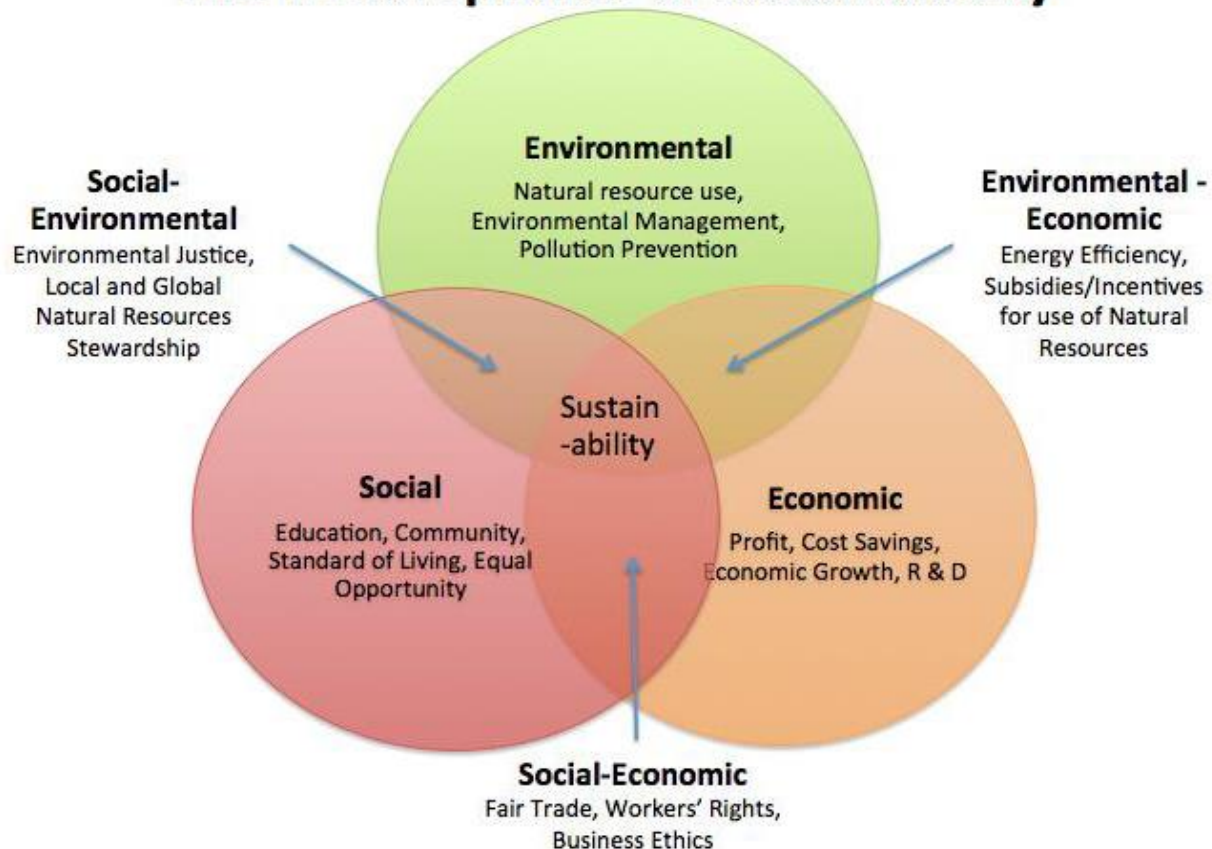 Environmental
Natural resource use,
Environmental Management,
Pollution Prevention
Social-
Environmental
Environmental Justice,
Local and Global
Natural Resources
Stewardship
Environmental -
Economic
Energy Efficiency,
Subsidies/Incentives
for use of Natural
Resources
Sustain
-ability
Social
Education, Community,
Standard of Living, Equal
Opportunity
Economic
Profit, Cost Savings,
Economic Growth, R & D
Social-Economic
Fair Trade, Workers’ Rights,
Business Ethics